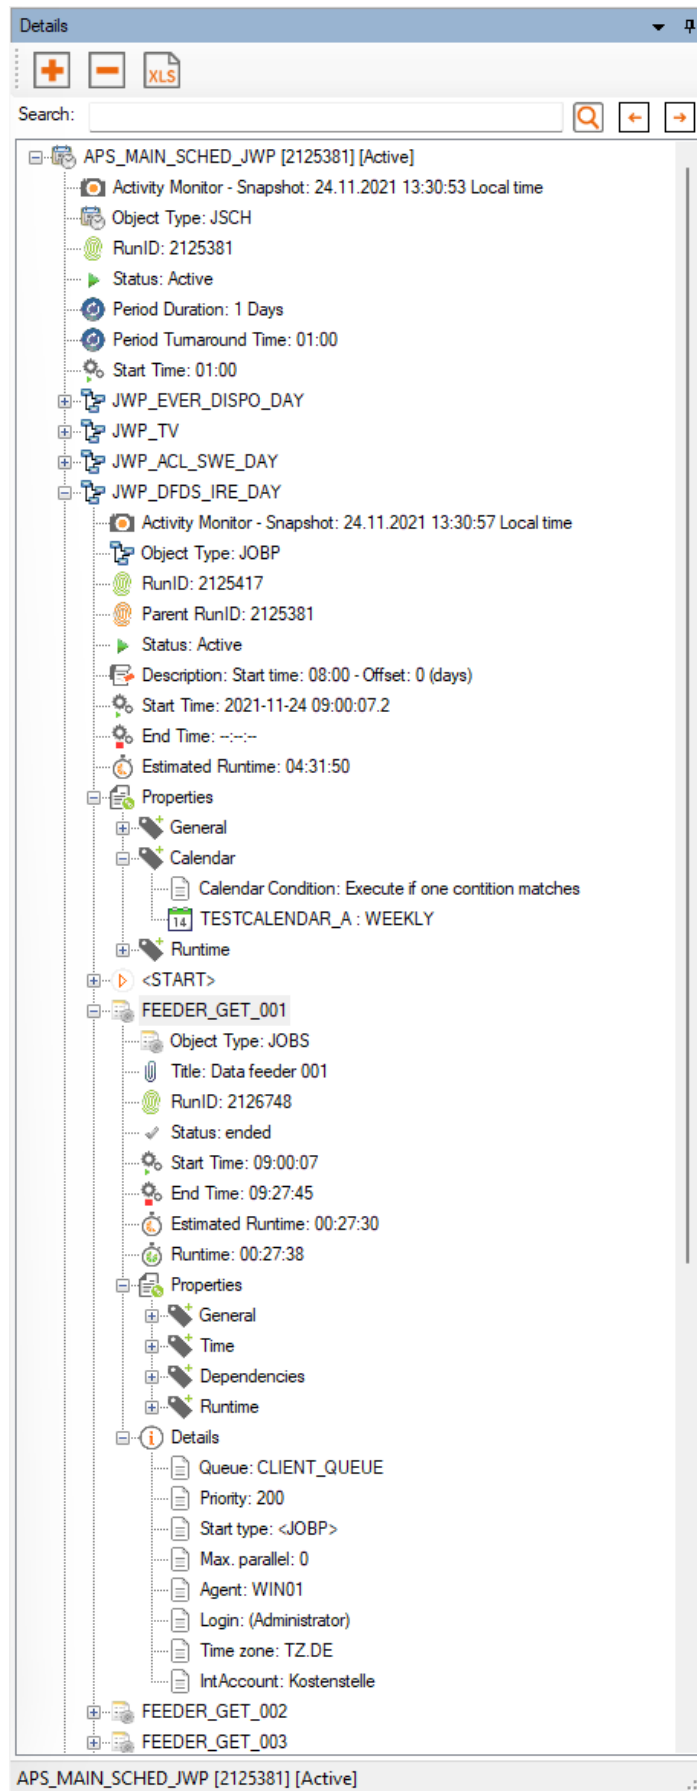 Details
XLS
Search:
APS_MAIN_SCHED_JWP [2125381] [Active]
Activity Monitor - Snapshot: 24.11.2021 13:30:53 Local time
Object Type: JSCH
RunID: 2125381
Status: Active
Period Duration: 1 Days
Period Turnaround Time: 01:00
Start Time: 01:00
JWP_EVER_DISPO_DAY
JWP_TV
JWP_ACL_SWE_DAY
JWP_DFDS_IRE_DAY
Activity Monitor - Snapshot: 24.11.2021 13:30:57 Local time
Object Type: JOBP
RunID: 2125417
Parent RunID: 2125381
Status: Active
Description: Start time: 08:00 - Offset: 0 (days)
Start Time: 2021-11-24 09:00:07.2
End Time: --:--:--
Estimated Runtime: 04:31:50
Properties
General
Calendar
Calendar Condition: Execute if one contition matches
14 TESTCALENDAR_A : WEEKLY
Runtime
<START>
FEEDER_GET_001
Object Type: JOBS
Title: Data feeder 001
RunID: 2126748
Status: ended
Start Time: 09:00:07
End Time: 09:27:45
Estimated Runtime: 00:27:30
Runtime: 00:27:38
Properties
General
Time
Dependencies
Runtime
Details
Queue: CLIENT_QUEUE
Priority: 200
Start type: <JOBP>
Max. parallel: 0
Agent: WIN01
Login: (Administrator)
Time zone: TZ.DE
IntAccount: Kostenstelle
FEEDER_GET_002
FEEDER_GET_003
APS_MAIN_SCHED_JWP [2125381] [Active]